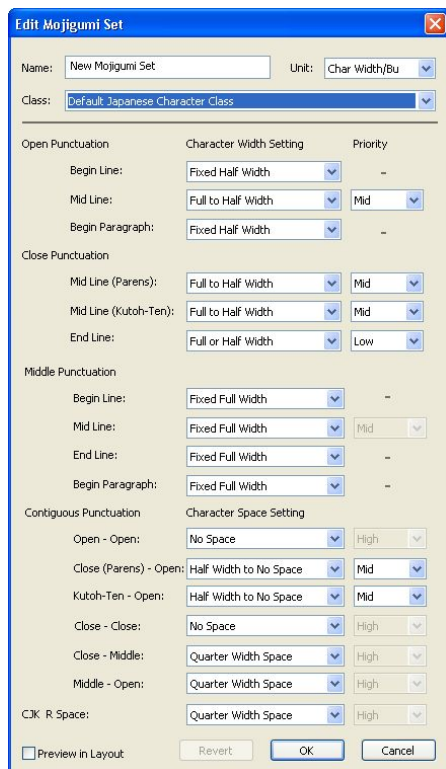 Edit Mojigumi Set
Name: New Mojigumi Set Unit: Char Width/Bu
Class: Default Japanese Character Class
Open Punctuation Character Width Setting Priority
Begin Line: Fixed Half Width –
Mid Line: Full to Half Width Mid
Begin Paragraph: Fixed Half Width –
Close Punctuation
Mid Line (Parens): Full to Half Width Mid
Mid Line (Kutoh-Ten): Full to Half Width Mid
End Line: Full or Half Width Low
Middle Punctuation
Begin Line: Fixed Full Width –
Mid Line: Fixed Full Width Mid
End Line: Fixed Full Width –
Begin Paragraph: Fixed Full Width –
Contiguous Punctuation Character Space Setting
Open - Open: No Space High
Close (Parens) - Open: Half Width to No Space Mid
Kutoh-Ten - Open: Half Width to No Space Mid
Close - Close: No Space High
Close - Middle: Quarter Width Space High
Middle - Open: Quarter Width Space High
CJK R Space: Quarter Width Space High
Preview in Layout Revert OK Cancel